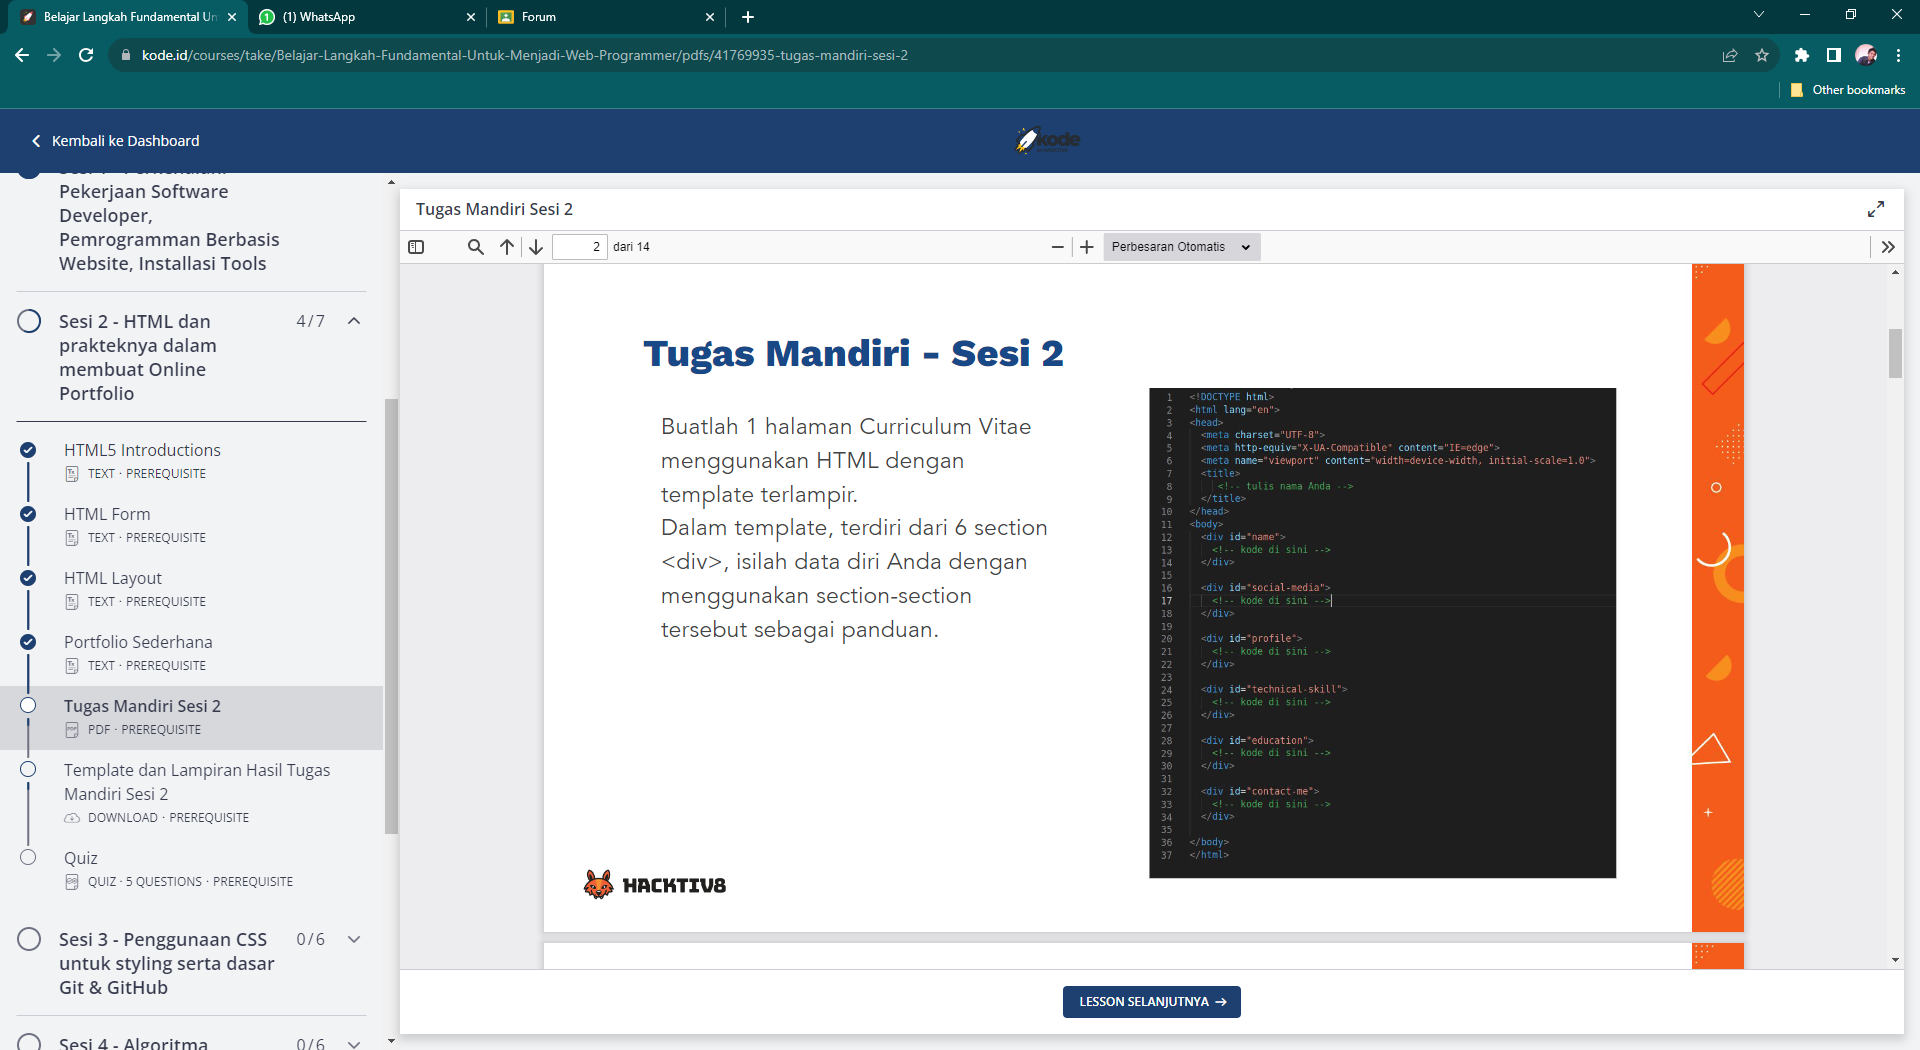 Belajar Langkah Fundamental Un
(1) WhatsApp
Forum
kode.id/courses/take/Belajar-Langkah-Fundamental-Untuk-Menjadi-Web-Programmer/pdfs/41769935-tugas-mandiri-sesi-2
Other bookmarks
Kembali ke Dashboard
kode
Pekerjaan Software
Developer,
Pemrogramman Berbasis
Website, Installasi Tools
Sesi 2 - HTML dan
prakteknya dalam
membuat Online
Portfolio
4 / 7
HTML5 Introductions
TEXT · PREREQUISITE
HTML Form
TEXT · PREREQUISITE
HTML Layout
TEXT · PREREQUISITE
Portfolio Sederhana
TEXT · PREREQUISITE
Tugas Mandiri Sesi 2
PDF · PREREQUISITE
Template dan Lampiran Hasil Tugas
Mandiri Sesi 2
DOWNLOAD · PREREQUISITE
Quiz
QUIZ · 5 QUESTIONS · PREREQUISITE
Sesi 3 - Penggunaan CSS
untuk styling serta dasar
Git & GitHub
0 / 6
Sesi 4 - Algoritma
0 / 6
Tugas Mandiri Sesi 2
2 dari 14
Perbesaran Otomatis
Tugas Mandiri - Sesi 2
Buatlah 1 halaman Curriculum Vitae
menggunakan HTML dengan
template terlampir.
Dalam template, terdiri dari 6 section
<div>, isilah data diri Anda dengan
menggunakan section-section
tersebut sebagai panduan.
1 <!DOCTYPE html>
2 <html lang="en">
3 <head>
4 <meta charset="UTF-8">
5 <meta http-equiv="X-UA-Compatible" content="IE=edge">
6 <meta name="viewport" content="width=device-width, initial-scale=1.0">
7 <title>
8 <!-- tulis nama Anda -->
9 </title>
10 </head>
11 <body>
12 <div id="name">
13 <!-- kode di sini -->
14 </div>
15
16 <div id="social-media">
17 <!-- kode di sini -->
18 </div>
19
20 <div id="profile">
21 <!-- kode di sini -->
22 </div>
23
24 <div id="technical-skill">
25 <!-- kode di sini -->
26 </div>
27
28 <div id="education">
29 <!-- kode di sini -->
30 </div>
31
32 <div id="contact-me">
33 <!-- kode di sini -->
34 </div>
35
36 </body>
37 </html>
HACKTIV8
LESSON SELANJUTNYA →